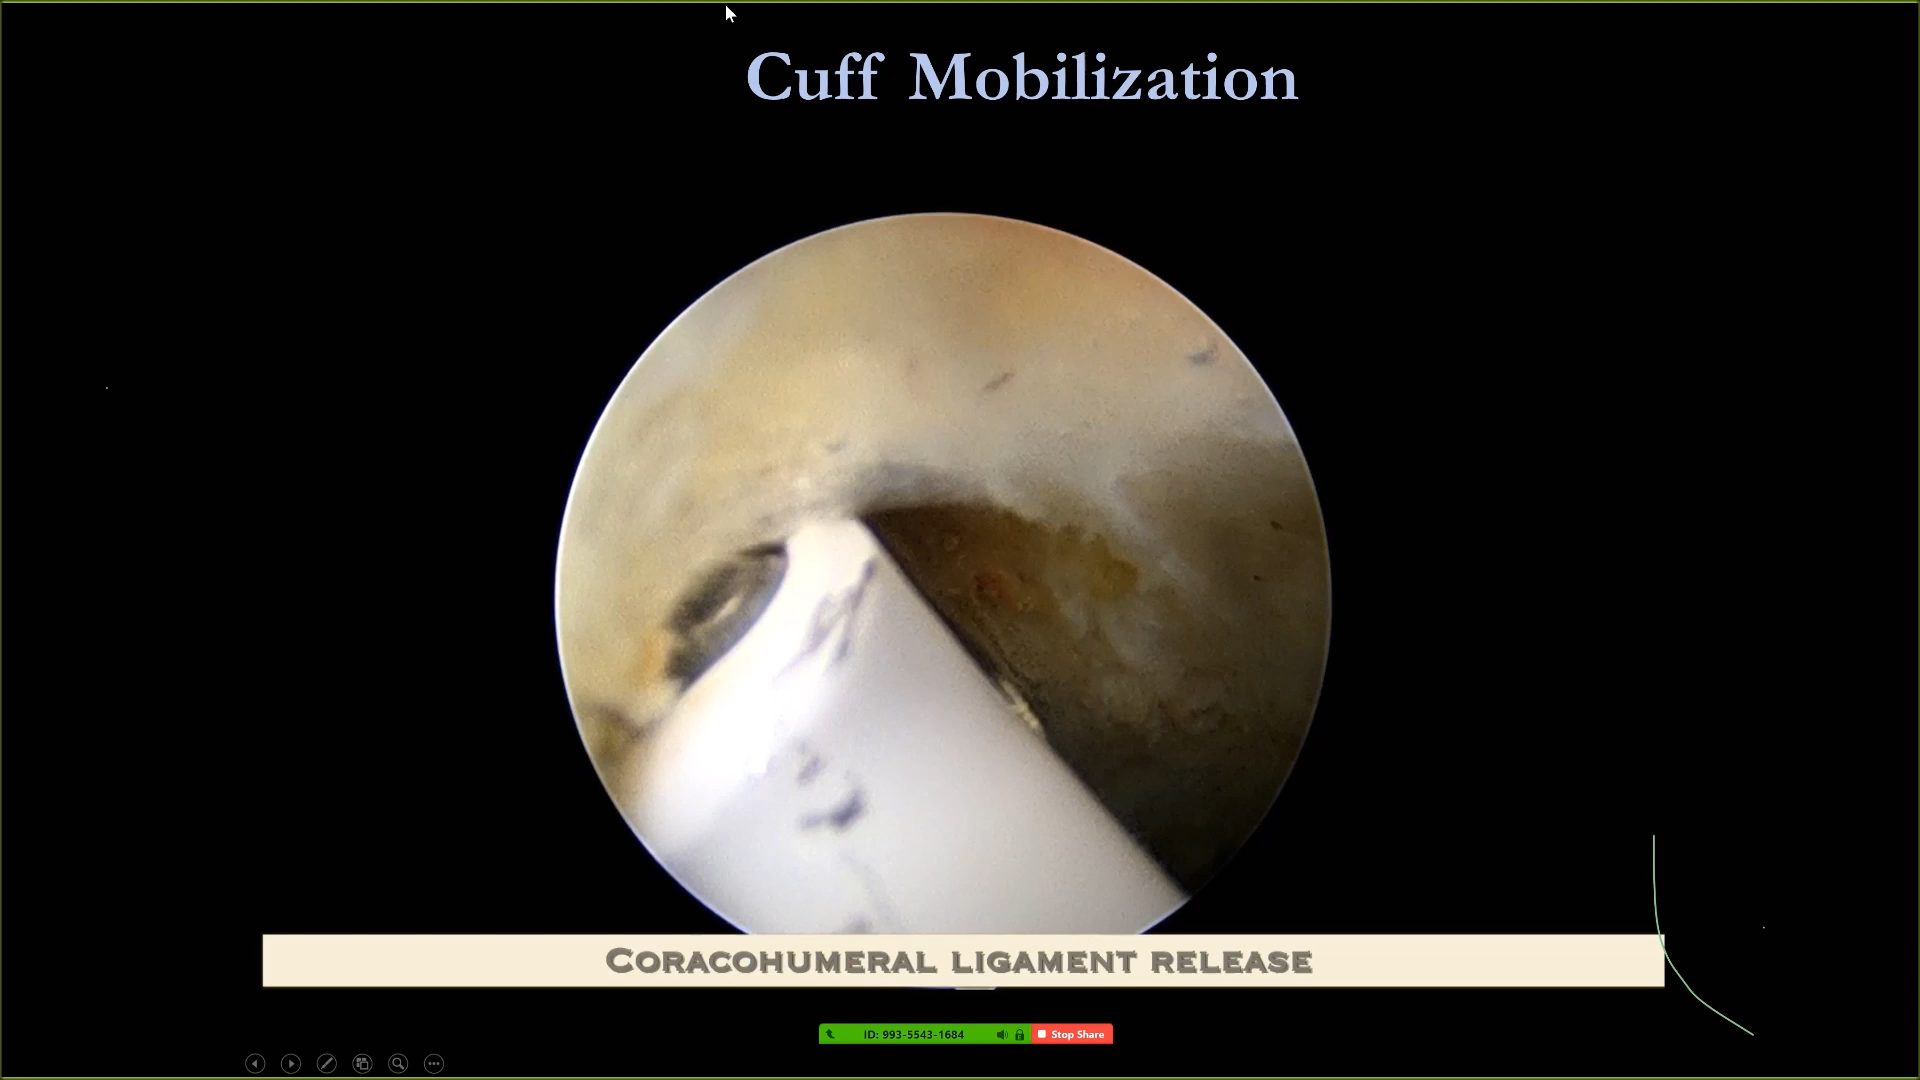 Cuff Mobilization
CORACOHUMERAL LIGAMENT RELEASE
ID: 993-5543-1684 Stop Share